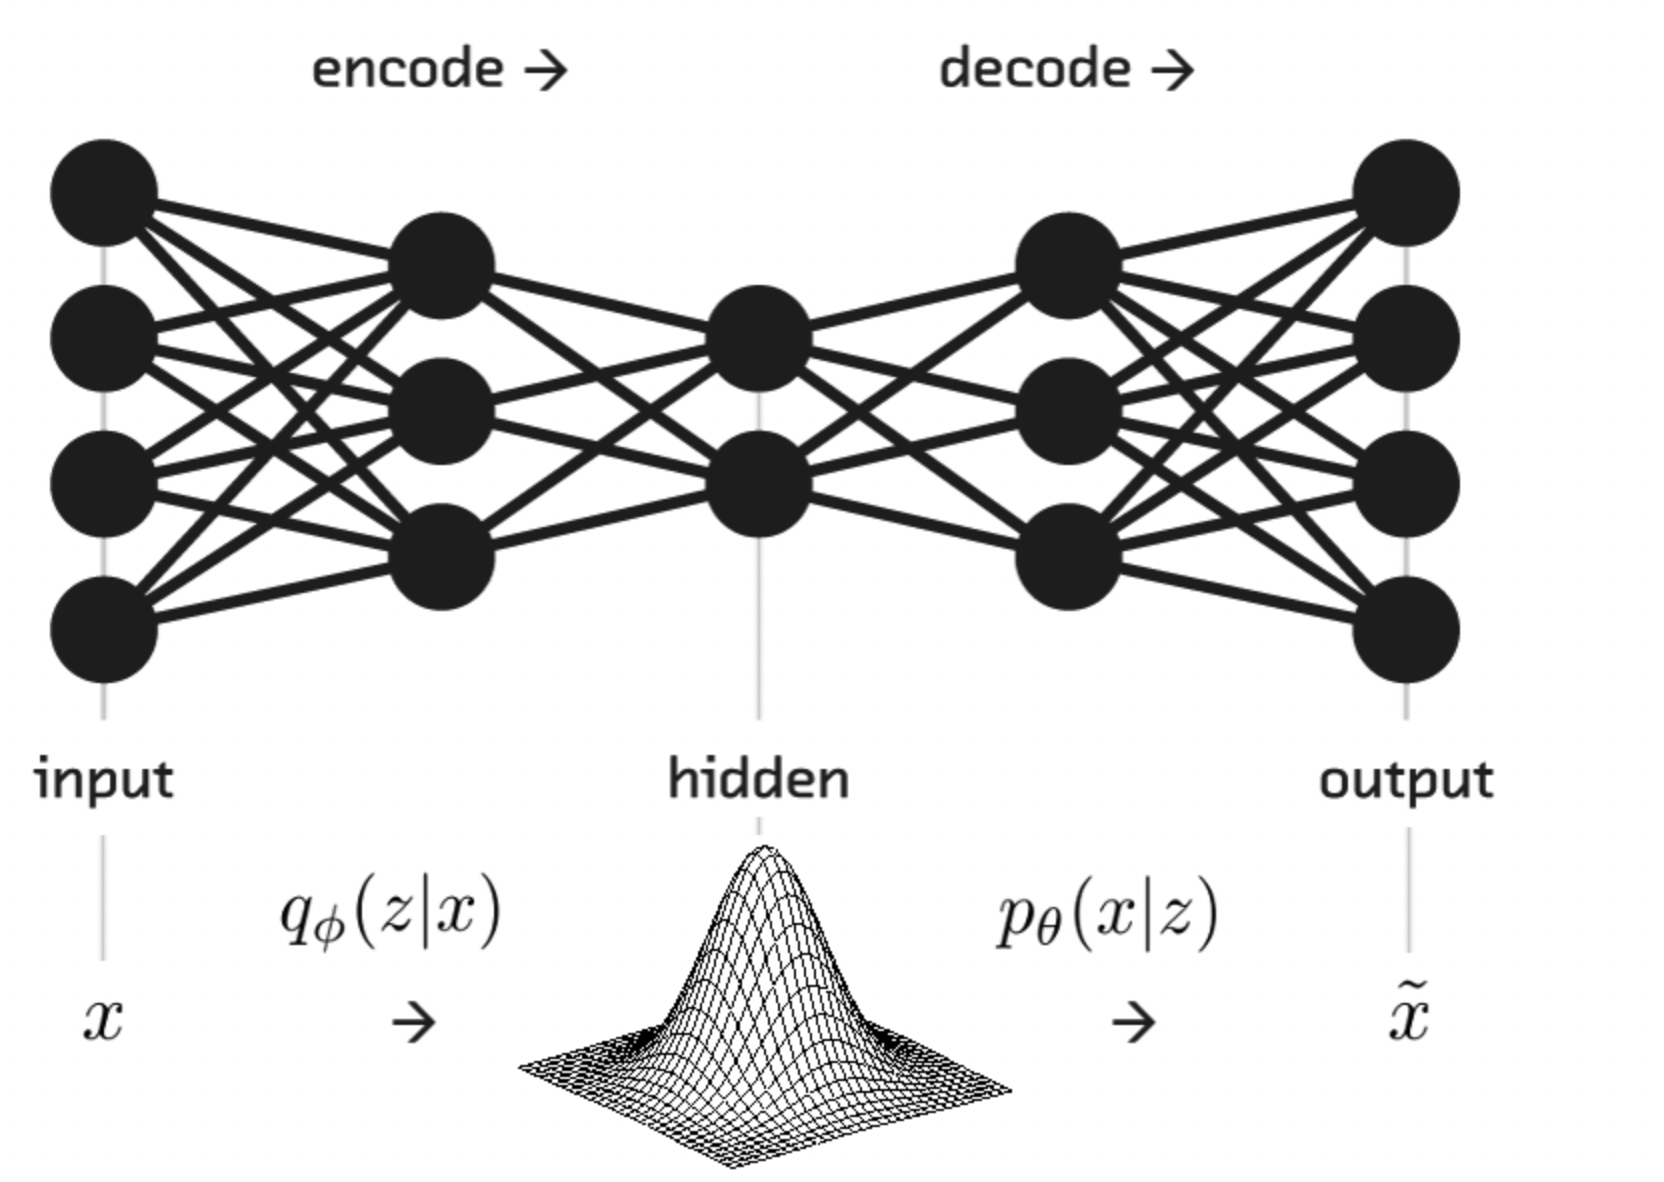 encode → decode →
input hidden output
qϕ(z|x) pθ(x|z)
x → → x̃